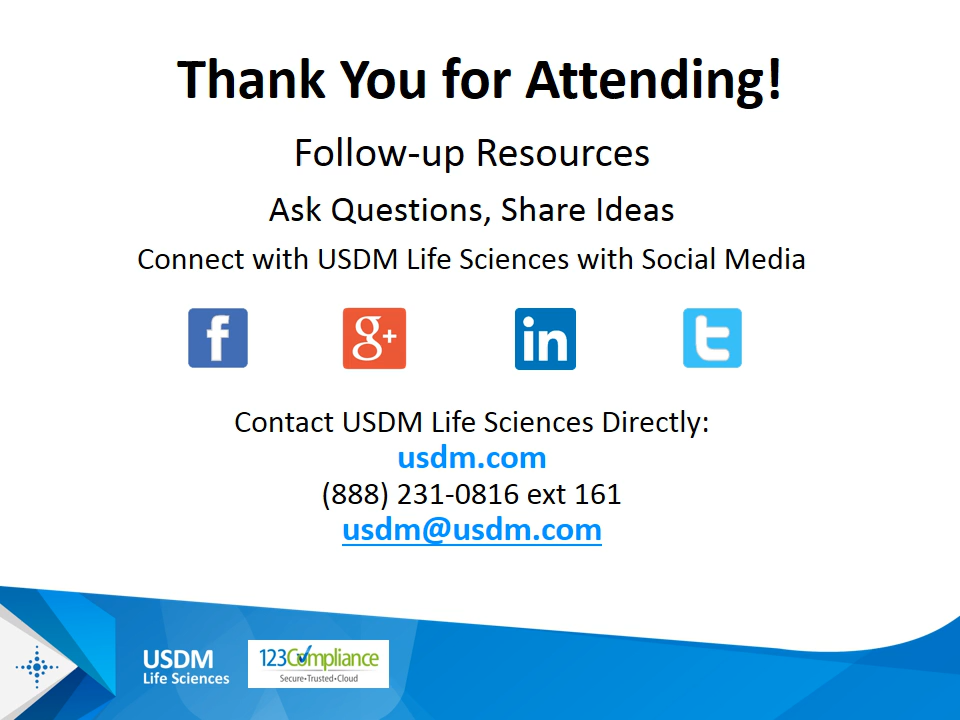 Thank You for Attending!
Follow-up Resources
Ask Questions, Share Ideas
Connect with USDM Life Sciences with Social Media
f g+ in t
Contact USDM Life Sciences Directly:
usdm.com
(888) 231-0816 ext 161
usdm@usdm.com
USDM
Life Sciences
123Compliance
Secure•Trusted•Cloud